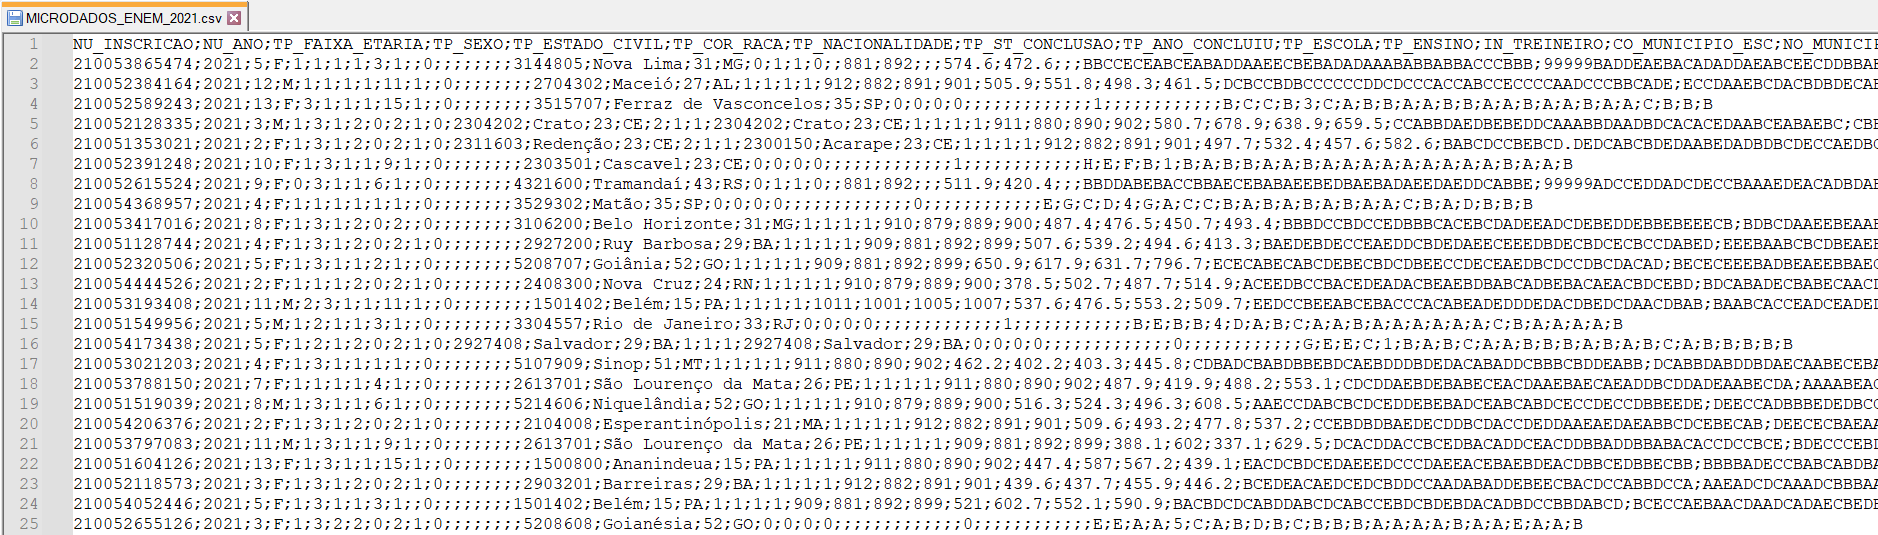 MICRODADOS_ENEM_2021.csv
1 NU_INSCRICAO;NU_ANO;TP_FAIXA_ETARIA;TP_SEXO;TP_ESTADO_CIVIL;TP_COR_RACA;TP_NACIONALIDADE;TP_ST_CONCLUSAO;TP_ANO_CONCLUIU;TP_ESCOLA;TP_ENSINO;IN_TREINEIRO;CO_MUNICIPIO_ESC;NO_MUNICIP
2 210053865474;2021;5;F;1;1;1;1;3;1;;0;;;;;;;;3144805;Nova Lima;31;MG;0;1;1;0;;881;892;;;574.6;472.6;;;BBCCECEABCEABADDAAEECBEBADADAAABABBABBACCCBBB;99999BADDEAEBACADADDAEABCEECDDBBAE
3 210052384164;2021;12;M;1;1;1;1;11;1;;0;;;;;;;;2704302;Maceió;27;AL;1;1;1;1;912;882;891;901;505.9;551.8;498.3;461.5;DCBCCBDBCCCCCCDDCDCCCACCABCCECCCCAADCCCBBCADE;ECCDAAEBCDACBDBDECAE
4 210052589243;2021;13;F;3;1;1;1;15;1;;0;;;;;;;;3515707;Ferraz de Vasconcelos;35;SP;0;0;0;0;;;;;;;;;;;;;1;;;;;;;;;;;;B;C;C;B;3;C;A;B;B;A;A;B;B;A;A;B;A;A;B;A;A;C;B;B;B
5 210052128335;2021;3;M;1;3;1;2;0;2;1;0;2304202;Crato;23;CE;2;1;1;2304202;Crato;23;CE;1;1;1;1;911;880;890;902;580.7;678.9;638.9;659.5;CCABBDAEDBEBEDDCAAABBDAADBDCACACEDAABCEABAEBC;CBE
6 210051353021;2021;2;F;1;3;1;2;0;2;1;0;2311603;Redenção;23;CE;2;1;1;2300150;Acarape;23;CE;1;1;1;1;912;882;891;901;497.7;532.4;457.6;582.6;BABCDCCBEBCD.DEDCABCBDEDAABEDADBDBCDECCAEDBC
7 210052391248;2021;10;F;1;3;1;1;9;1;;0;;;;;;;;2303501;Cascavel;23;CE;0;0;0;0;;;;;;;;;;;;;1;;;;;;;;;;;;H;E;F;B;1;B;A;B;B;A;A;B;A;A;A;A;A;A;A;A;B;A;A;B
8 210052615524;2021;9;F;0;3;1;1;6;1;;0;;;;;;;;4321600;Tramandaí;43;RS;0;1;1;0;;881;892;;;511.9;420.4;;;BBDDABEBACCBBAECEBABAEEBEDBAEBADAEEDAEDDCABBE;99999ADCCEDDADCDECCBAAAEDEACADBDAE
9 210054368957;2021;4;F;1;1;1;1;1;1;;0;;;;;;;;3529302;Matão;35;SP;0;0;0;0;;;;;;;;;;;;;0;;;;;;;;;;;;E;G;C;D;4;G;A;C;C;B;A;B;A;B;A;B;A;A;C;B;A;D;B;B;B
10 210053417016;2021;8;F;1;3;1;2;0;2;;0;;;;;;;;3106200;Belo Horizonte;31;MG;1;1;1;1;910;879;889;900;487.4;476.5;450.7;493.4;BBBDCCBDCCEDBBBCACEBCDADEEADCDEBEDDEBBEBEEECB;BDBCDAAEEBEAAE
11 210051128744;2021;4;F;1;3;1;2;0;2;1;0;;;;;;;;2927200;Ruy Barbosa;29;BA;1;1;1;1;909;881;892;899;507.6;539.2;494.6;413.3;BAEDEBDECCEAEDDCBDEDAEECEEEDBDECBDCECBCCDABED;EEEBAABCBCDBEAEE
12 210052320506;2021;5;F;1;3;1;1;2;1;;0;;;;;;;;5208707;Goiânia;52;GO;1;1;1;1;909;881;892;899;650.9;617.9;631.7;796.7;ECECABECABCDEBECBDCDBEECCDECEAEDBCDCCDBCDACAD;BECECEEEBADBEAEEBBAEC
13 210054444526;2021;2;F;1;1;1;2;0;2;1;0;;;;;;;;2408300;Nova Cruz;24;RN;1;1;1;1;910;879;889;900;378.5;502.7;487.7;514.9;ACEEDBCCBEDACDEACBEAEBDBABCADBEBACAEACBDCEBD;BDCABADECBABECAACD
14 210053193408;2021;11;M;2;3;1;1;11;1;;0;;;;;;;;1501402;Belém;15;PA;1;1;1;1;1011;1001;1005;1007;537.6;476.5;553.2;509.7;EEDCCBEEABCEBACCCACABEADEDDDEDACDBEDCDAACDBAB;BAABCACCEADCEADED
15 210051549956;2021;5;M;1;2;1;1;3;1;;0;;;;;;;;3304557;Rio de Janeiro;33;RJ;0;0;0;0;;;;;;;;;;;;;1;;;;;;;;;;;;B;E;B;B;4;D;A;B;C;A;A;B;A;A;A;A;A;A;C;B;A;A;A;A;B
16 210054173438;2021;5;F;1;2;1;2;0;2;1;0;2927408;Salvador;29;BA;1;1;1;2927408;Salvador;29;BA;0;0;0;0;;;;;;;;;;;;;0;;;;;;;;;;;;G;E;E;C;1;B;A;B;C;A;A;B;B;B;B;A;B;A;B;C;A;B;B;B;B;B
17 210053021203;2021;4;F;1;3;1;1;1;1;;0;;;;;;;;5107909;Sinop;51;MT;1;1;1;1;911;880;890;902;462.2;402.2;403.3;445.8;CDBADCBABDBBEBDCAEBDDDBDEDACABADDCBBBCBDDEABB;DCABBDABDDBDAECAABECEBA
18 210053788150;2021;7;F;1;1;1;1;4;1;;0;;;;;;;;2613701;São Lourenço da Mata;26;PE;1;1;1;1;911;880;890;902;487.9;419.9;488.2;553.1;CDCDDAEBDEBABECEACDAAEBAECAEADDBCDDADEAABECDA;AAAABEAC
19 210051519039;2021;8;M;1;3;1;1;6;1;;0;;;;;;;;5214606;Niquelândia;52;GO;1;1;1;1;910;879;889;900;516.3;524.3;496.3;608.5;AAECCDABCBCDCEDDEBEBADCEABCABDCECCDECCDBBEEDE;DEECCADBBBEDEDBCC
20 210054206376;2021;2;F;1;3;1;2;0;2;1;0;;;;;;;;2104008;Esperantinópolis;21;MA;1;1;1;1;912;882;891;901;509.6;493.2;477.8;537.2;CCEBDBDBAEDECDDBCDACCDEDDAAEAEDAEABBCDCEBECAB;DEECECBAEAA
21 210053797083;2021;11;M;1;3;1;1;9;1;;0;;;;;;;;2613701;São Lourenço da Mata;26;PE;1;1;1;1;909;881;892;899;388.1;602;337.1;629.5;DCACDDACCBEDBACADDCEACDDBBADDBBABACACCDCCBCE;BDECCCEBD
22 210051604126;2021;13;F;1;3;1;1;15;1;;0;;;;;;;;1500800;Ananindeua;15;PA;1;1;1;1;911;880;890;902;447.4;587;567.2;439.1;EACDCBDCEDAEEEDCCCDAEEACEBAEBDEACDBBCEDBBECBB;BBBBADECCBABCABDBA
23 210052118573;2021;3;F;1;3;1;2;0;2;1;0;;;;;;;;2903201;Barreiras;29;BA;1;1;1;1;912;882;891;901;439.6;437.7;455.9;446.2;BCEDEACAEDCEDCBDDCCAADABADDEBEECBACDCCABBDCCA;AAEADCDCAAADCBBBAA
24 210054052446;2021;5;F;1;3;1;1;3;1;;0;;;;;;;;1501402;Belém;15;PA;1;1;1;1;909;881;892;899;521;602.7;552.1;590.9;BACBDCDCABDDABCDCABCCEBDCBDEBDACADBDCCBBDABCD;BCECCAEBAACDAADCADAECBEDE
25 210052655126;2021;3;F;1;3;2;2;0;2;1;0;;;;;;;;5208608;Goianésia;52;GO;0;0;0;0;;;;;;;;;;;;;0;;;;;;;;;;;;E;E;A;A;5;C;A;B;D;B;C;B;B;B;A;A;A;A;B;A;A;E;A;A;B